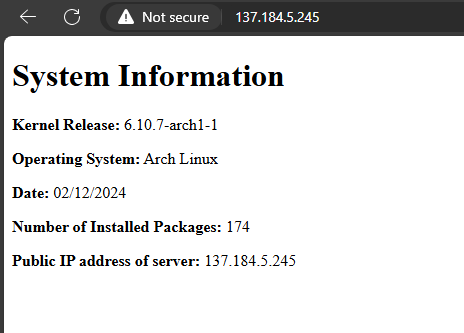 Not secure 137.184.5.245
System Information
Kernel Release: 6.10.7-arch1-1
Operating System: Arch Linux
Date: 02/12/2024
Number of Installed Packages: 174
Public IP address of server: 137.184.5.245